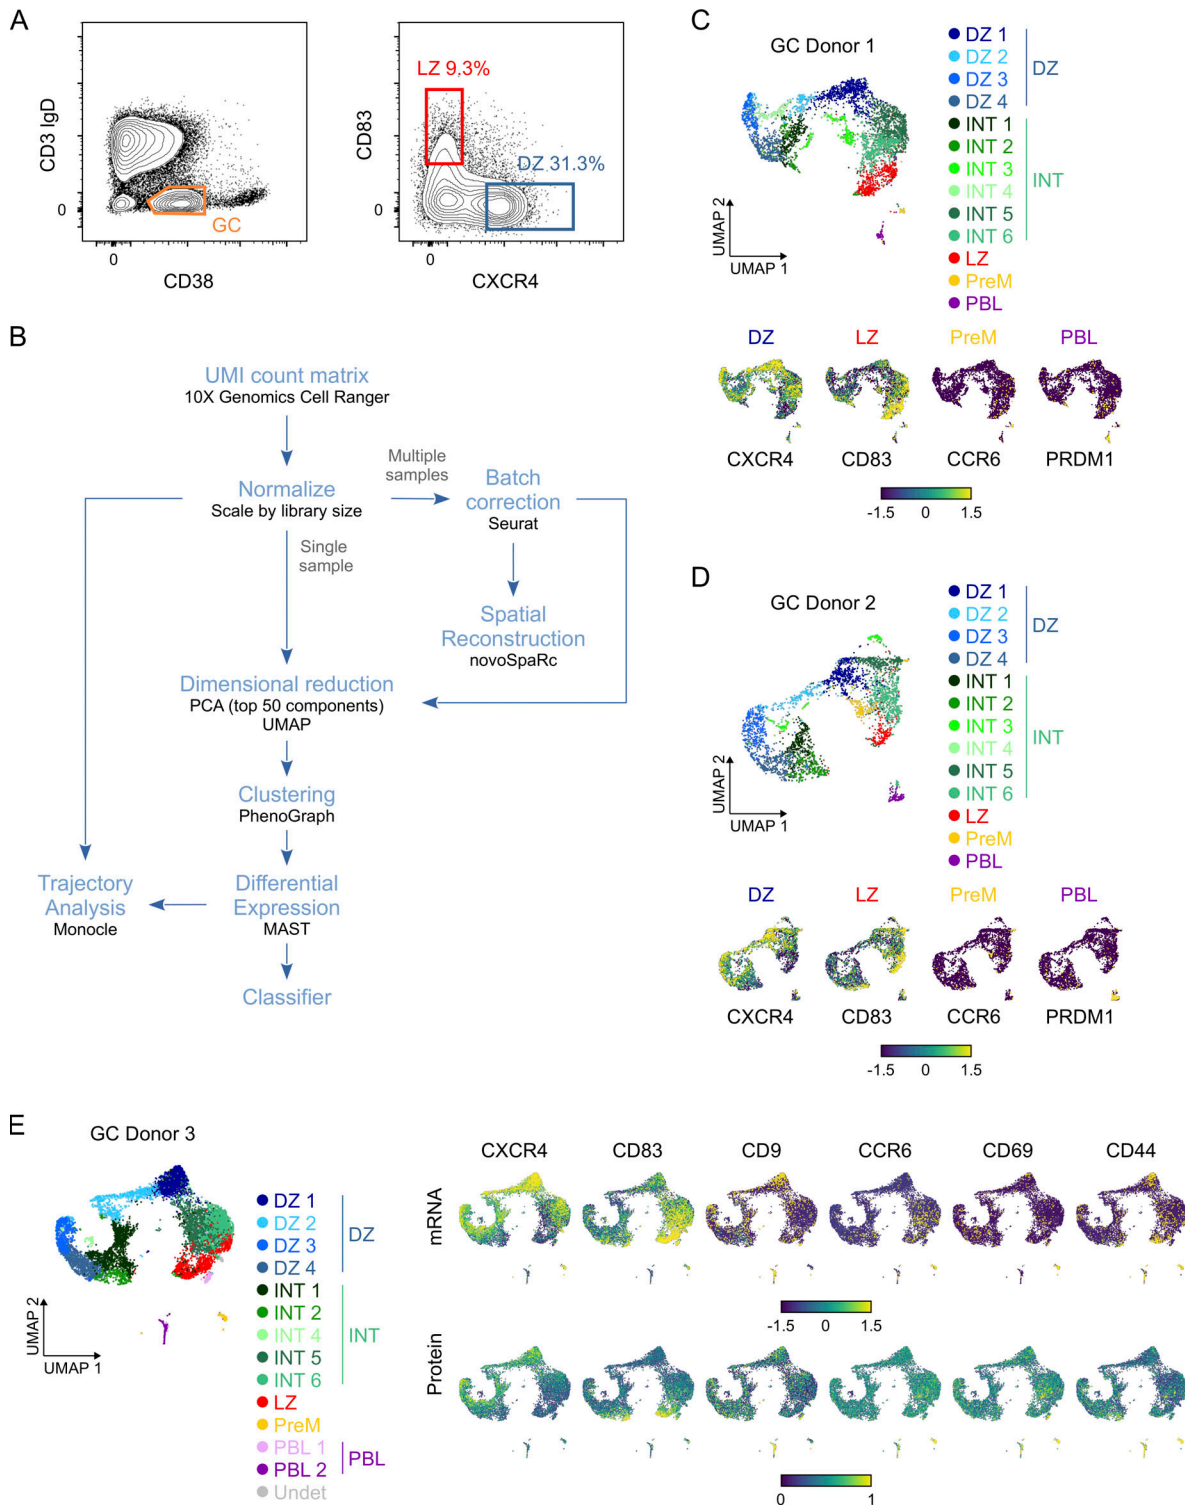 A
CD3 IgD
0
GC
0
CD38
CD83
LZ 9.3%
DZ 31.3%
0
0
CXCR4
B
UMI count matrix
10X Genomics Cell Ranger
Normalize
Scale by library size
Multiple
samples
Batch
correction
Seurat
Single
sample
Spatial
Reconstruction
novoSpaRc
Dimensional reduction
PCA (top 50 components)
UMAP
Clustering
PhenoGraph
Trajectory
Analysis
Monocle
Differential
Expression
MAST
Classifier
C
GC Donor 1
UMAP 2
UMAP 1
DZ 1
DZ 2
DZ 3
DZ 4
DZ
INT 1
INT 2
INT 3
INT 4
INT 5
INT 6
INT
LZ
PreM
PBL
DZ LZ PreM PBL
CXCR4 CD83 CCR6 PRDM1
-1.5 0 1.5
D
GC Donor 2
UMAP 2
UMAP 1
DZ 1
DZ 2
DZ 3
DZ 4
DZ
INT 1
INT 2
INT 3
INT 4
INT 5
INT 6
INT
LZ
PreM
PBL
DZ LZ PreM PBL
CXCR4 CD83 CCR6 PRDM1
-1.5 0 1.5
E
GC Donor 3
UMAP 2
UMAP 1
DZ 1
DZ 2
DZ 3
DZ 4
DZ
INT 1
INT 2
INT 4
INT 5
INT 6
INT
LZ
PreM
PBL 1
PBL 2
PBL
Undet
CXCR4 CD83 CD9 CCR6 CD69 CD44
mRNA
-1.5 0 1.5
Protein
0 1